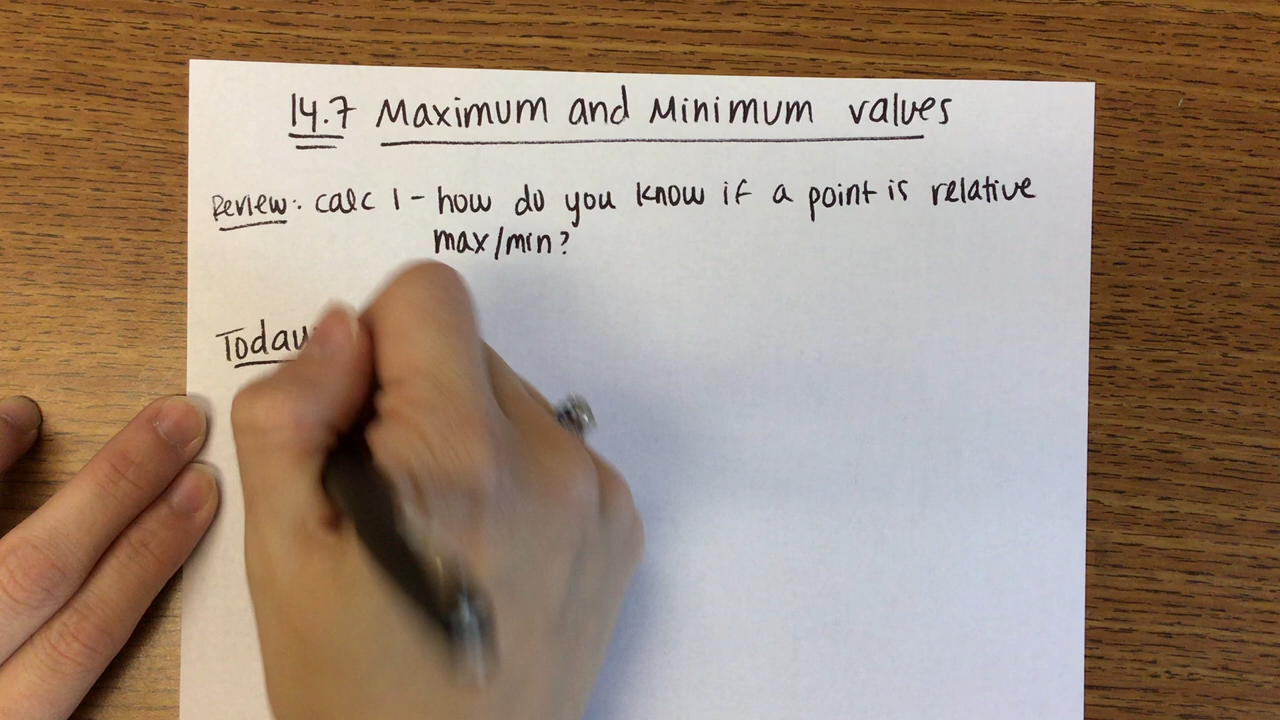 14.7 Maximum and Minimum values
Review: calc 1 - how do you know if a point is relative
max/min?
Today